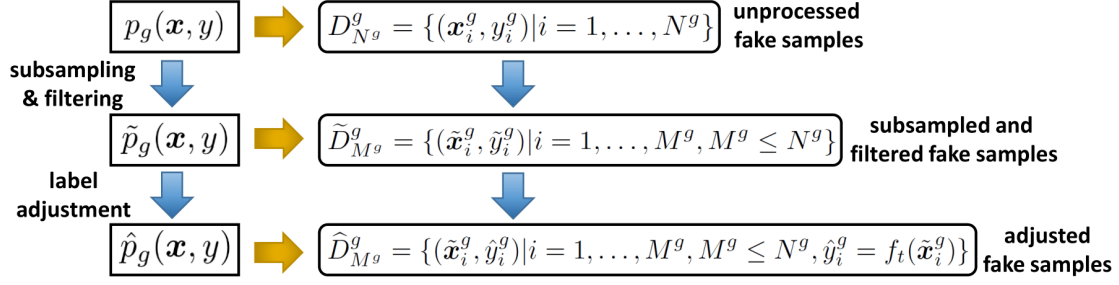 p_g(x, y)
D^g_{N^g} = {(x^g_i, y^g_i)|i = 1, . . . , N^g}
unprocessed
fake samples
subsampling
& filtering
p̃_g(x, y)
D̃^g_{M^g} = {(x̃^g_i, ỹ^g_i)|i = 1, . . . , M^g, M^g ≤ N^g}
subsampled and
filtered fake samples
label
adjustment
p̂_g(x, y)
D̂^g_{M^g} = {(x̃^g_i, ŷ^g_i)|i = 1, . . . , M^g, M^g ≤ N^g, ŷ^g_i = f_t(x̃^g_i)}
adjusted
fake samples